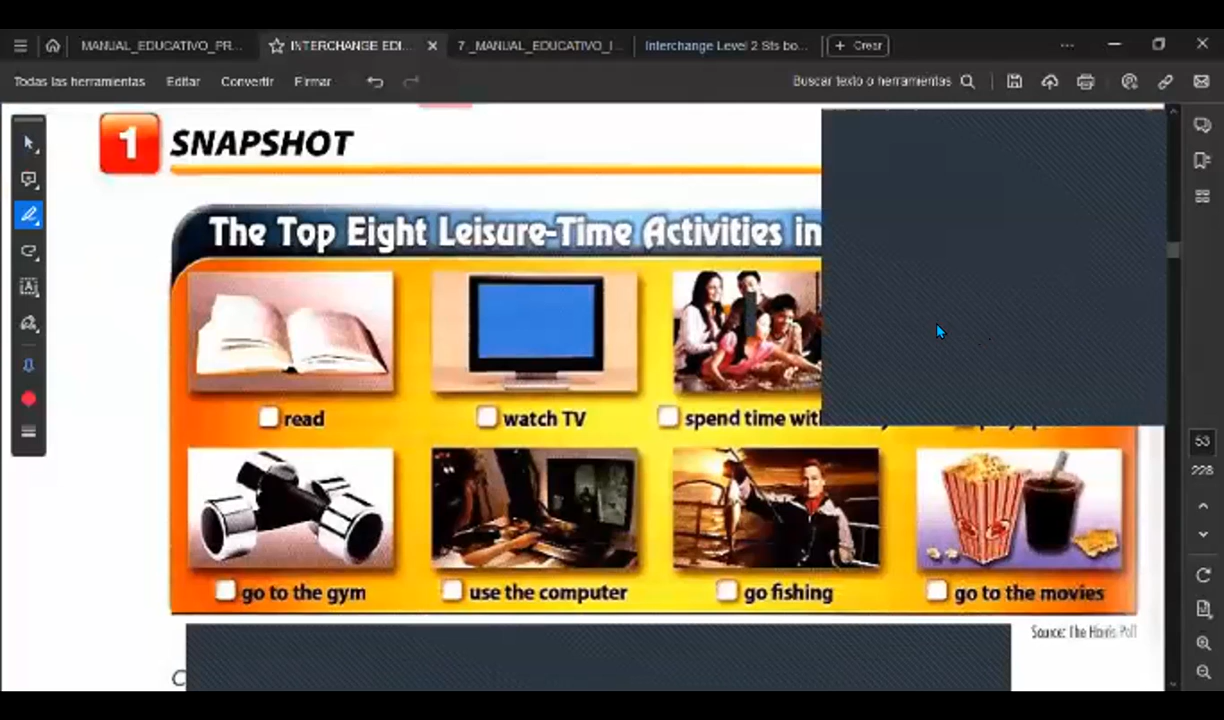 MANUAL_EDUCATIVO_PR...
INTERCHANGE EDI...
7_MANUAL_EDUCATIVO_I...
Interchange Level 2 Sts bo...
+ Crear
Todas las herramientas
Editar
Convertir
Firmar
Buscar texto o herramientas
1 SNAPSHOT
The Top Eight Leisure-Time Activities in
read
watch TV
spend time with
go to the gym
use the computer
go fishing
go to the movies
Source: The Harris Poll
53
228